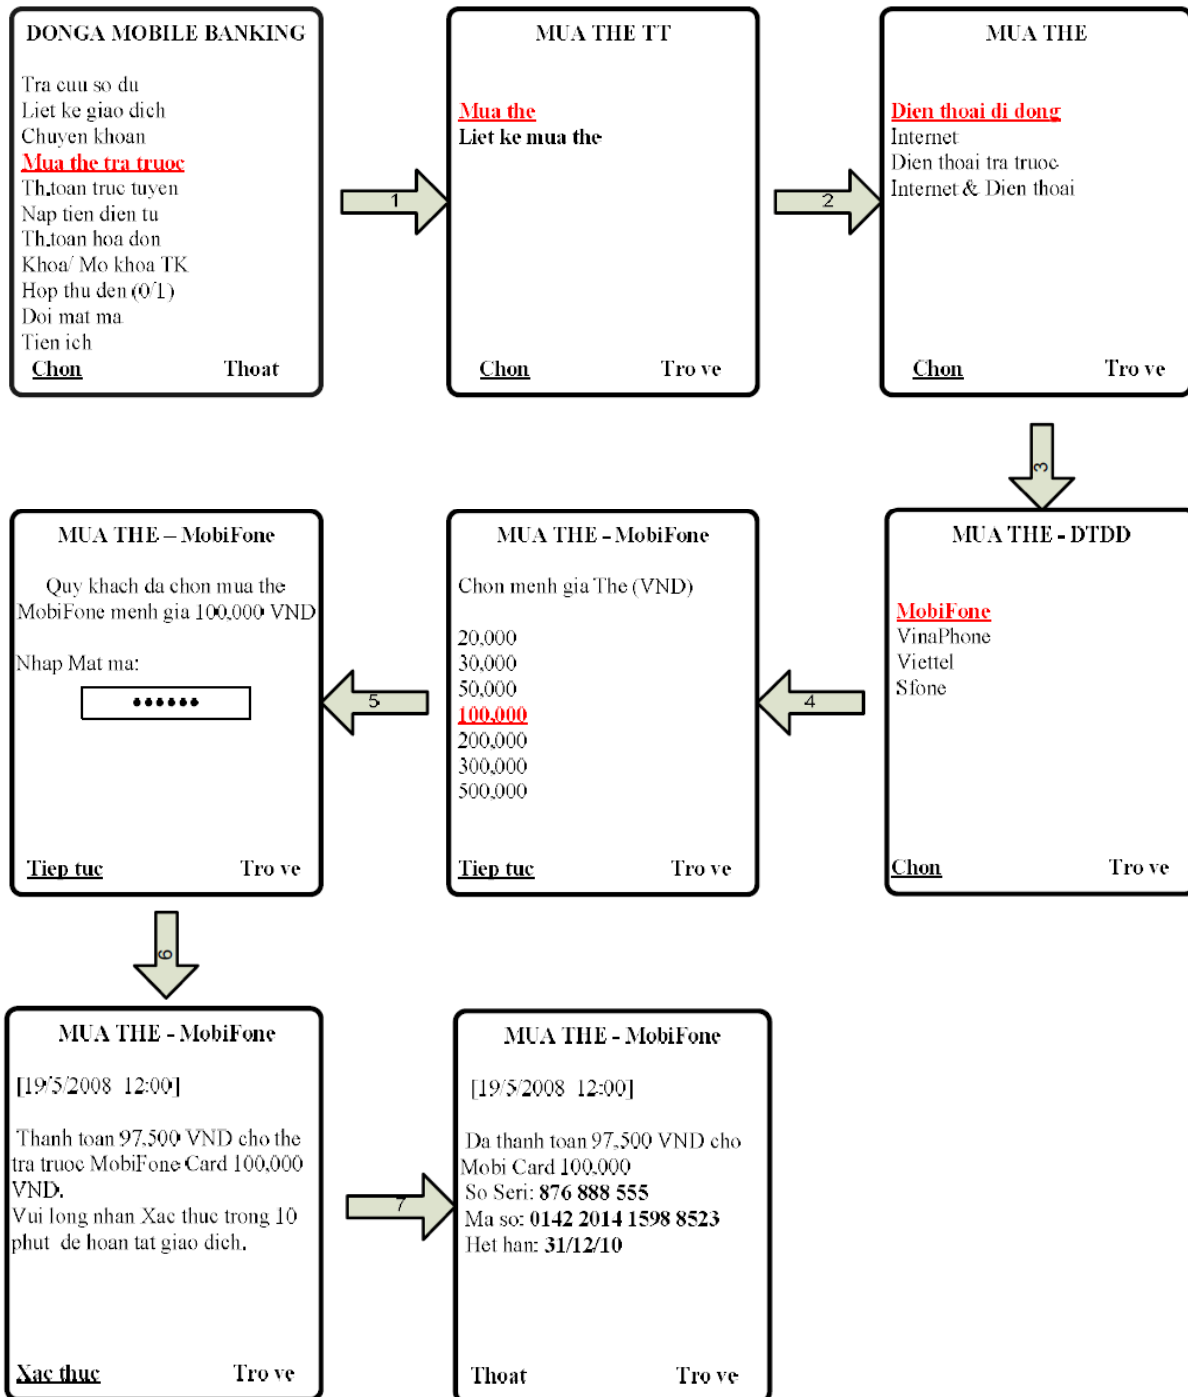 DONGA MOBILE BANKING
Tra cuu so du
Liet ke giao dich
Chuyen khoan
Mua the tra truoc
Th.toan truc tuyen
Nap tien dien tu
Th.toan hoa don
Khoa/ Mo khoa TK
Hop thu den (0/1)
Doi mat ma
Tien ich
Chon Thoat
1
MUA THE TT
Mua the
Liet ke mua the
Chon Tro ve
2
MUA THE
Dien thoai di dong
Internet
Dien thoai tra truoc
Internet & Dien thoai
Chon Tro ve
3
MUA THE - DTDD
MobiFone
VinaPhone
Viettel
Sfone
Chon Tro ve
4
MUA THE - MobiFone
Chon menh gia The (VND)
20,000
30,000
50,000
100,000
200,000
300,000
500,000
Tiep tuc Tro ve
5
MUA THE – MobiFone
Quy khach da chon mua the
MobiFone menh gia 100,000 VND
Nhap Mat ma:
••••••
Tiep tuc Tro ve
6
MUA THE - MobiFone
[19/5/2008 12:00]
Thanh toan 97,500 VND cho the
tra truoc MobiFone Card 100,000
VND.
Vui long nhan Xac thuc trong 10
phut de hoan tat giao dich.
Xac thuc Tro ve
7
MUA THE - MobiFone
[19/5/2008 12:00]
Da thanh toan 97,500 VND cho
Mobi Card 100,000
So Seri: 876 888 555
Ma so: 0142 2014 1598 8523
Het han: 31/12/10
Thoat Tro ve